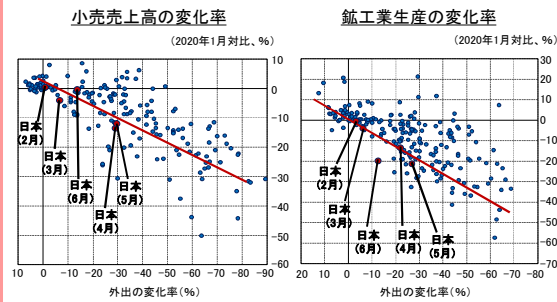 小売売上高の変化率
(2020年1月対比、%)
10
0
-10
-20
-30
-40
-50
-60
日本
(2月)
日本
(3月)
日本
(6月)
日本
(4月)
日本
(5月)
10 0 -10 -20 -30 -40 -50 -60 -70 -80 -90
外出の変化率(%)
鉱工業生産の変化率
(2020年1月対比、%)
30
20
10
0
-10
-20
-30
-40
-50
-60
-70
日本
(2月)
日本
(3月)
日本
(6月)
日本
(4月)
日本
(5月)
20 10 0 -10 -20 -30 -40 -50 -60 -70 -80
外出の変化率(%)